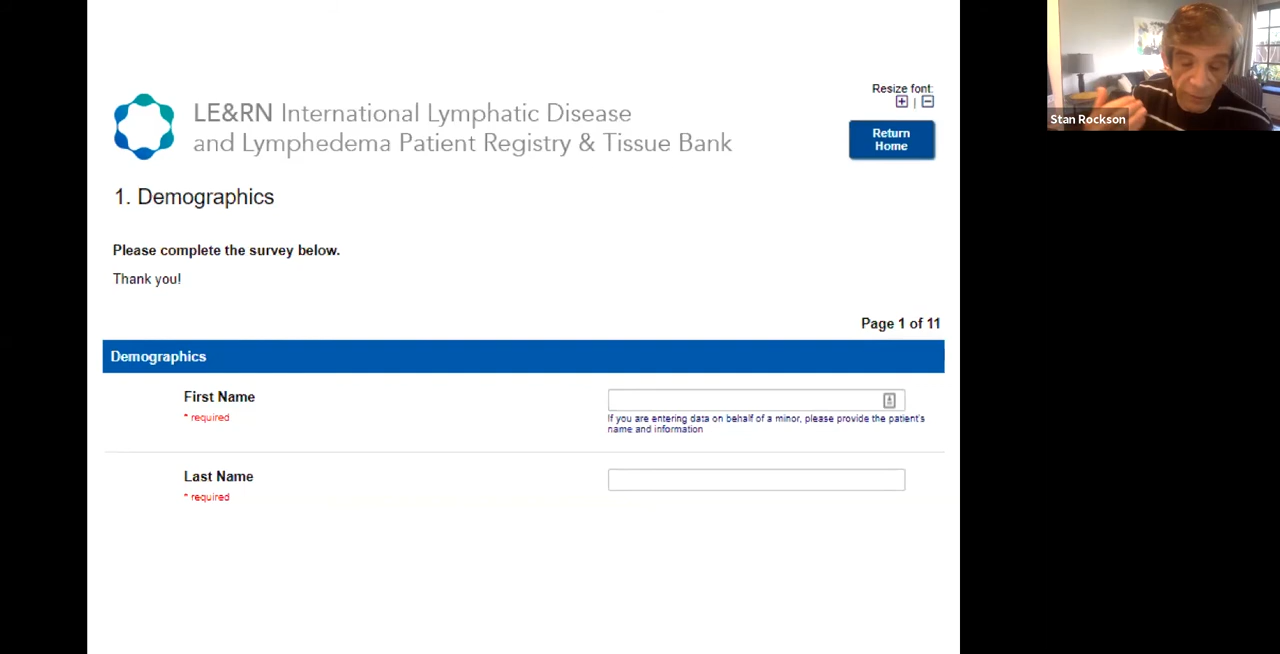 LE&RN International Lymphatic Disease
and Lymphedema Patient Registry & Tissue Bank
Resize font:
|
Return
Home
Stan Rockson
1. Demographics
Please complete the survey below.
Thank you!
Page 1 of 11
Demographics
First Name
* required
If you are entering data on behalf of a minor, please provide the patient's
name and information
Last Name
* required